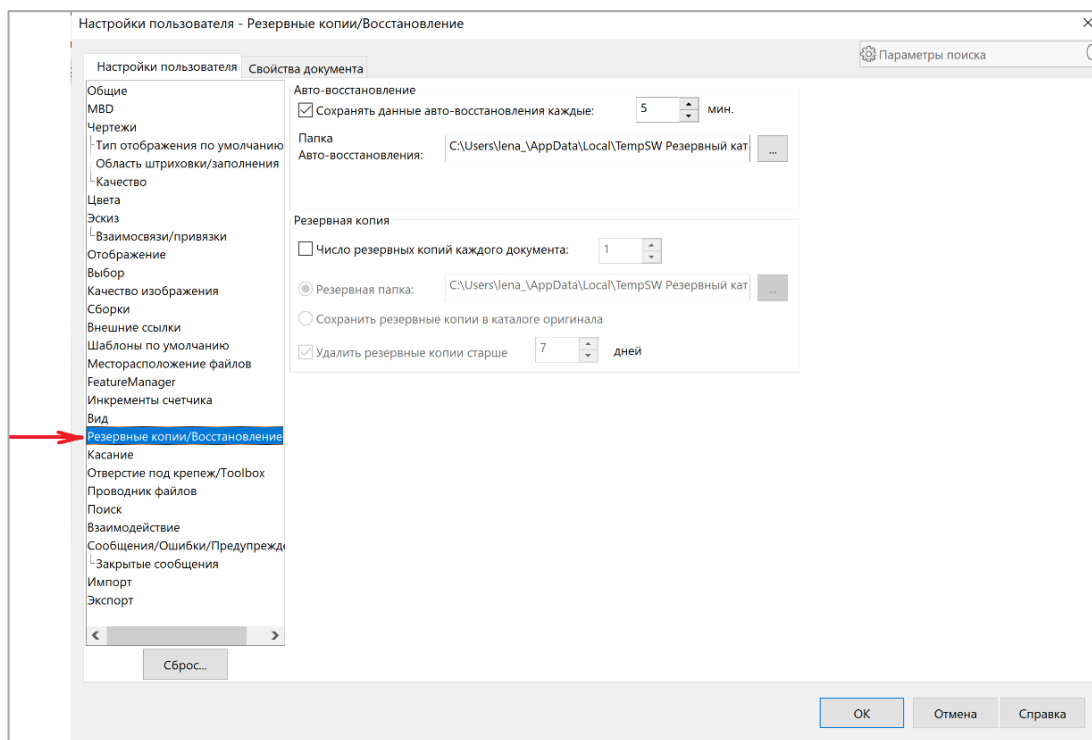 Настройки пользователя - Резервные копии/Восстановление
Параметры поиска
Настройки пользователя Свойства документа
Общие
MBD
Чертежи
Тип отображения по умолчанию
Область штриховки/заполнения
Качество
Цвета
Эскиз
Взаимосвязи/привязки
Отображение
Выбор
Качество изображения
Сборки
Внешние ссылки
Шаблоны по умолчанию
Месторасположение файлов
FeatureManager
Инкременты счетчика
Вид
Резервные копии/Восстановление
Касание
Отверстие под крепеж/Toolbox
Проводник файлов
Поиск
Взаимодействие
Сообщения/Ошибки/Предупрежд
Закрытые сообщения
Импорт
Экспорт
Сброс...
Авто-восстановление
Сохранять данные авто-восстановления каждые: 5 мин.
Папка
Авто-восстановления: C:\Users\lena_\AppData\Local\TempSW Резервный кат ...
Резервная копия
Число резервных копий каждого документа: 1
Резервная папка: C:\Users\lena_\AppData\Local\TempSW Резервный кат ...
Сохранить резервные копии в каталоге оригинала
Удалить резервные копии старше 7 дней
ОК Отмена Справка